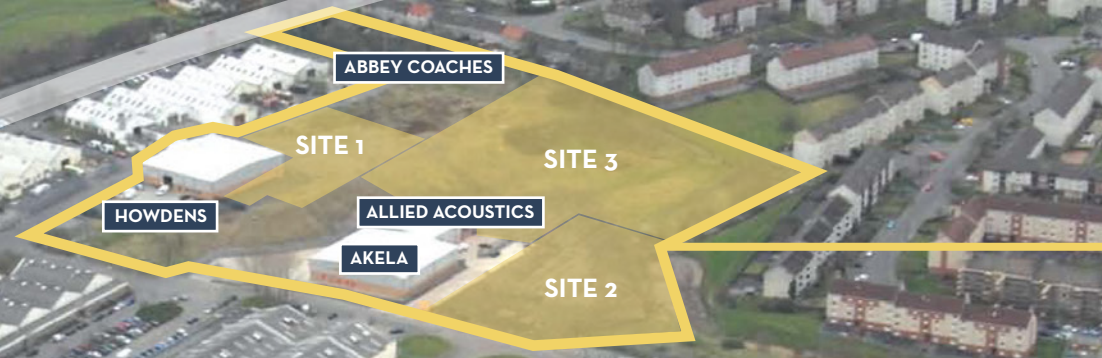 ABBEY COACHES
SITE 1
SITE 3
HOWDENS
ALLIED ACOUSTICS
AKELA
SITE 2